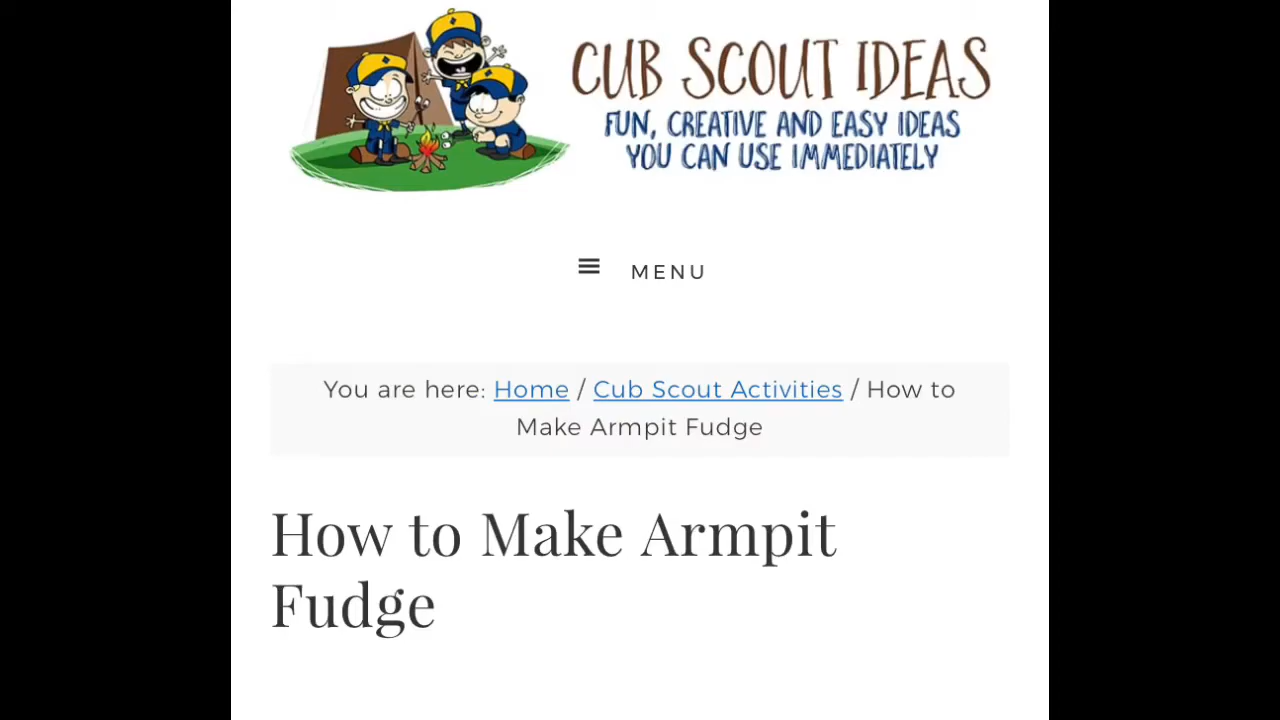 CUB SCOUT IDEAS
FUN, CREATIVE AND EASY IDEAS
YOU CAN USE IMMEDIATELY
MENU
You are here: Home / Cub Scout Activities / How to
Make Armpit Fudge
How to Make Armpit
Fudge